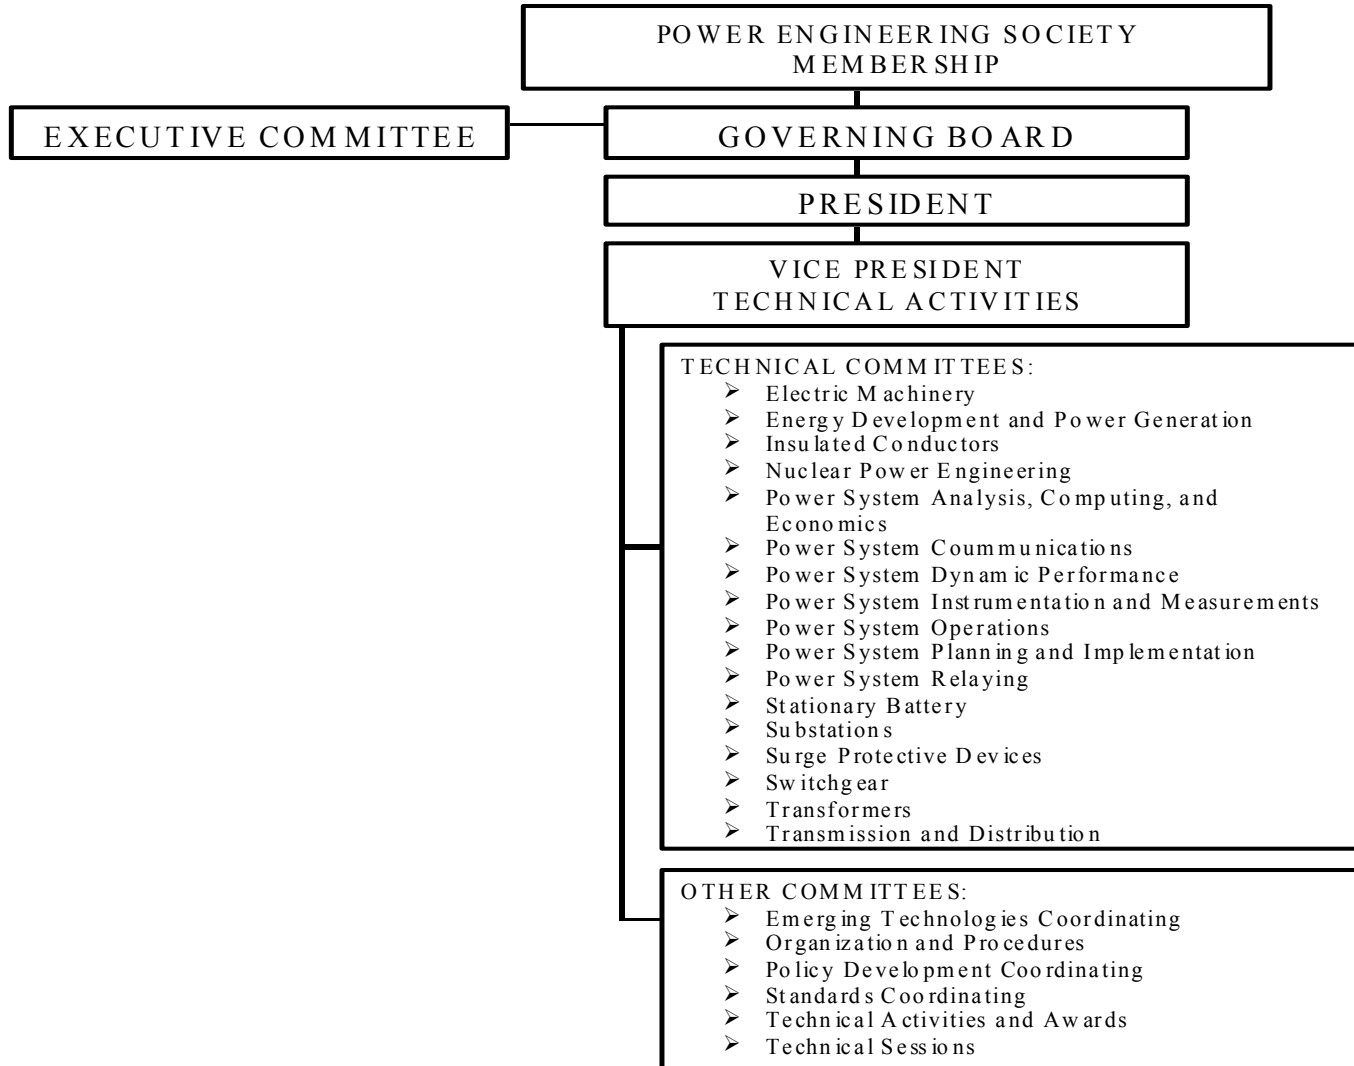 POWER ENGINEERING SOCIETY
MEMBERSHIP
EXECUTIVE COMMITTEE
GOVERNING BOARD
PRESIDENT
VICE PRESIDENT
TECHNICAL ACTIVITIES
TECHNICAL COMMITTEES:
➢ Electric Machinery
➢ Energy Development and Power Generation
➢ Insulated Conductors
➢ Nuclear Power Engineering
➢ Power System Analysis, Computing, and
Economics
➢ Power System Coummunications
➢ Power System Dynamic Performance
➢ Power System Instrumentation and Measurements
➢ Power System Operations
➢ Power System Planning and Implementation
➢ Power System Relaying
➢ Stationary Battery
➢ Substations
➢ Surge Protective Devices
➢ Switchgear
➢ Transformers
➢ Transmission and Distribution
OTHER COMMITTEES:
➢ Emerging Technologies Coordinating
➢ Organization and Procedures
➢ Policy Development Coordinating
➢ Standards Coordinating
➢ Technical Activities and Awards
➢ Technical Sessions